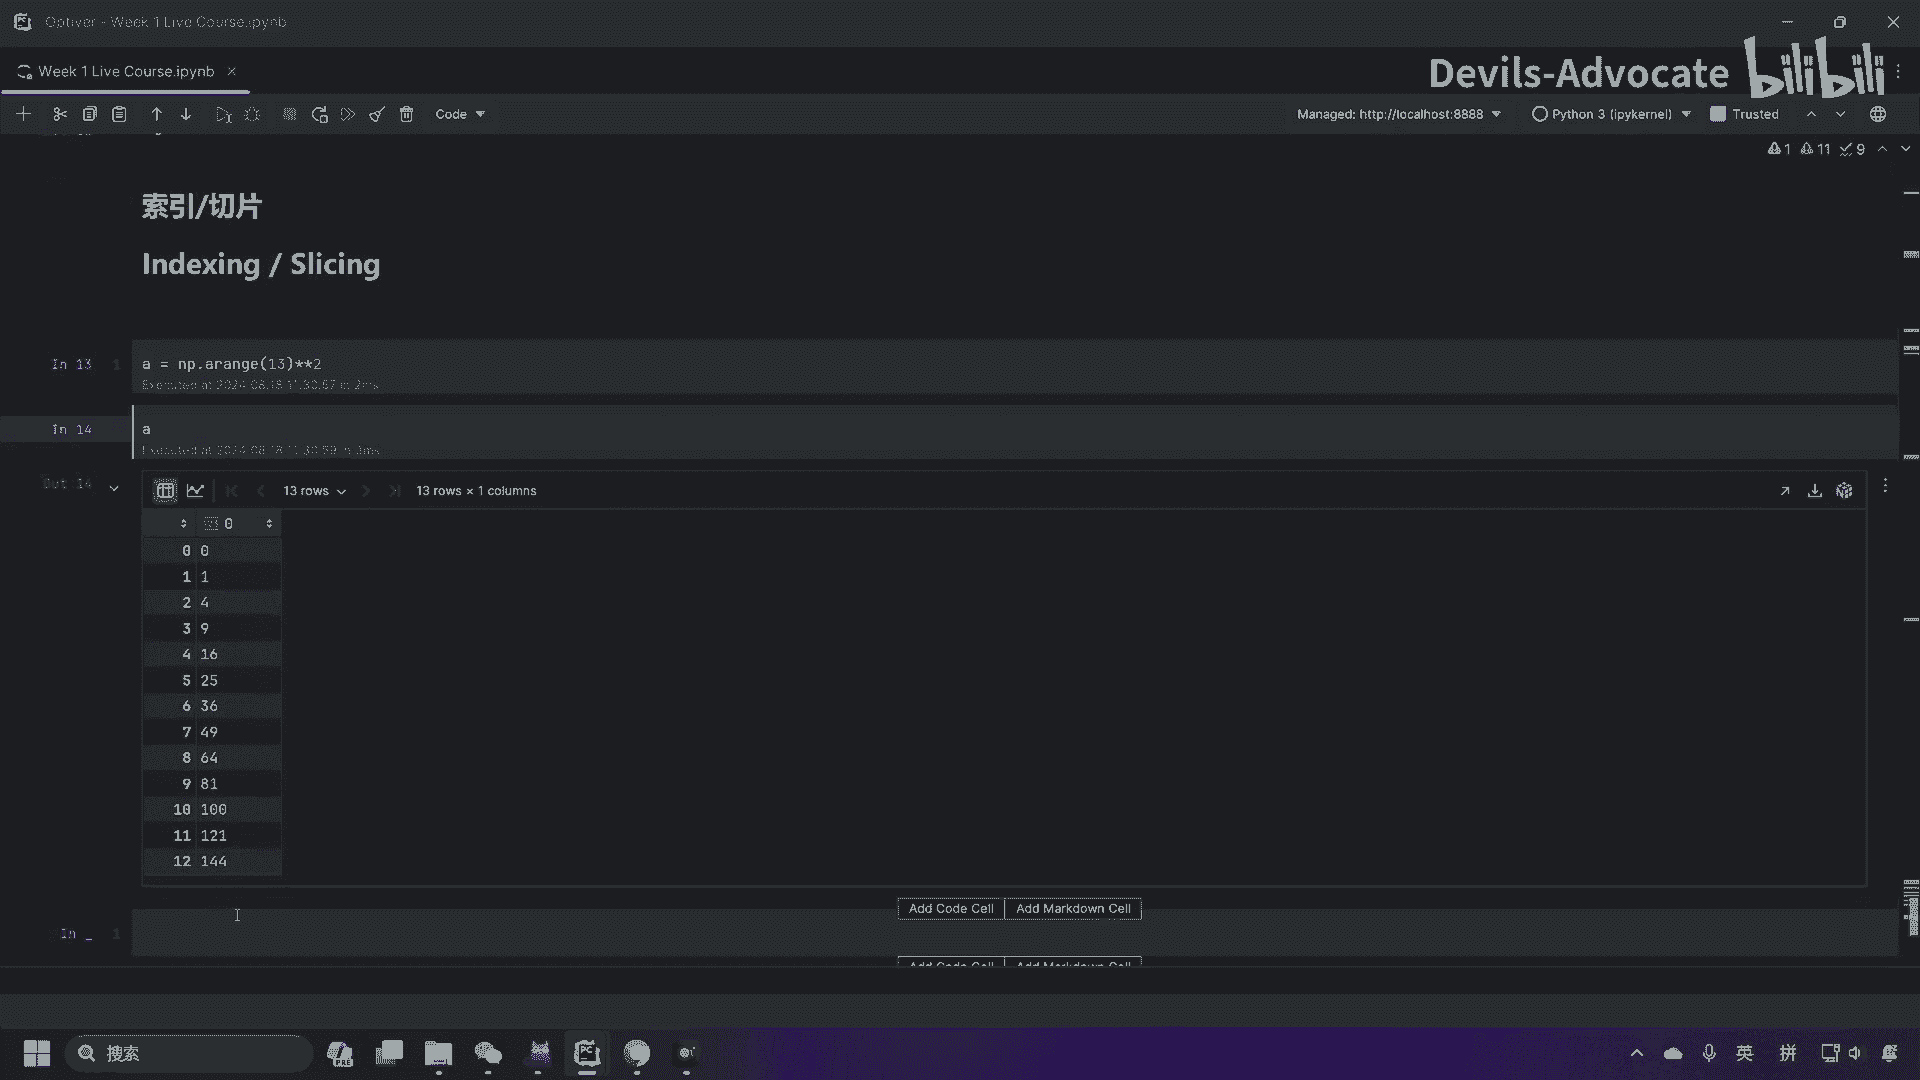 Optiver - Week 1 Live Course.ipynb
Week 1 Live Course.ipynb
Devils-Advocate bilibili
Code
Managed: http://localhost:8888
Python 3 (ipykernel)
Trusted
1 11 9
索引/切片
Indexing / Slicing
In 13 1 a = np.arange(13)**2
Executed at 2024.08.18 11:30:57 in 2ms
In 14 a
Executed at 2024.08.18 11:30:59 in 3ms
Out 14 13 rows 13 rows × 1 columns
0
0 0
1 1
2 4
3 9
4 16
5 25
6 36
7 49
8 64
9 81
10 100
11 121
12 144
Add Code Cell Add Markdown Cell
In _ 1
Add Code Cell Add Markdown Cell
搜索
PRE
PC
英 拼